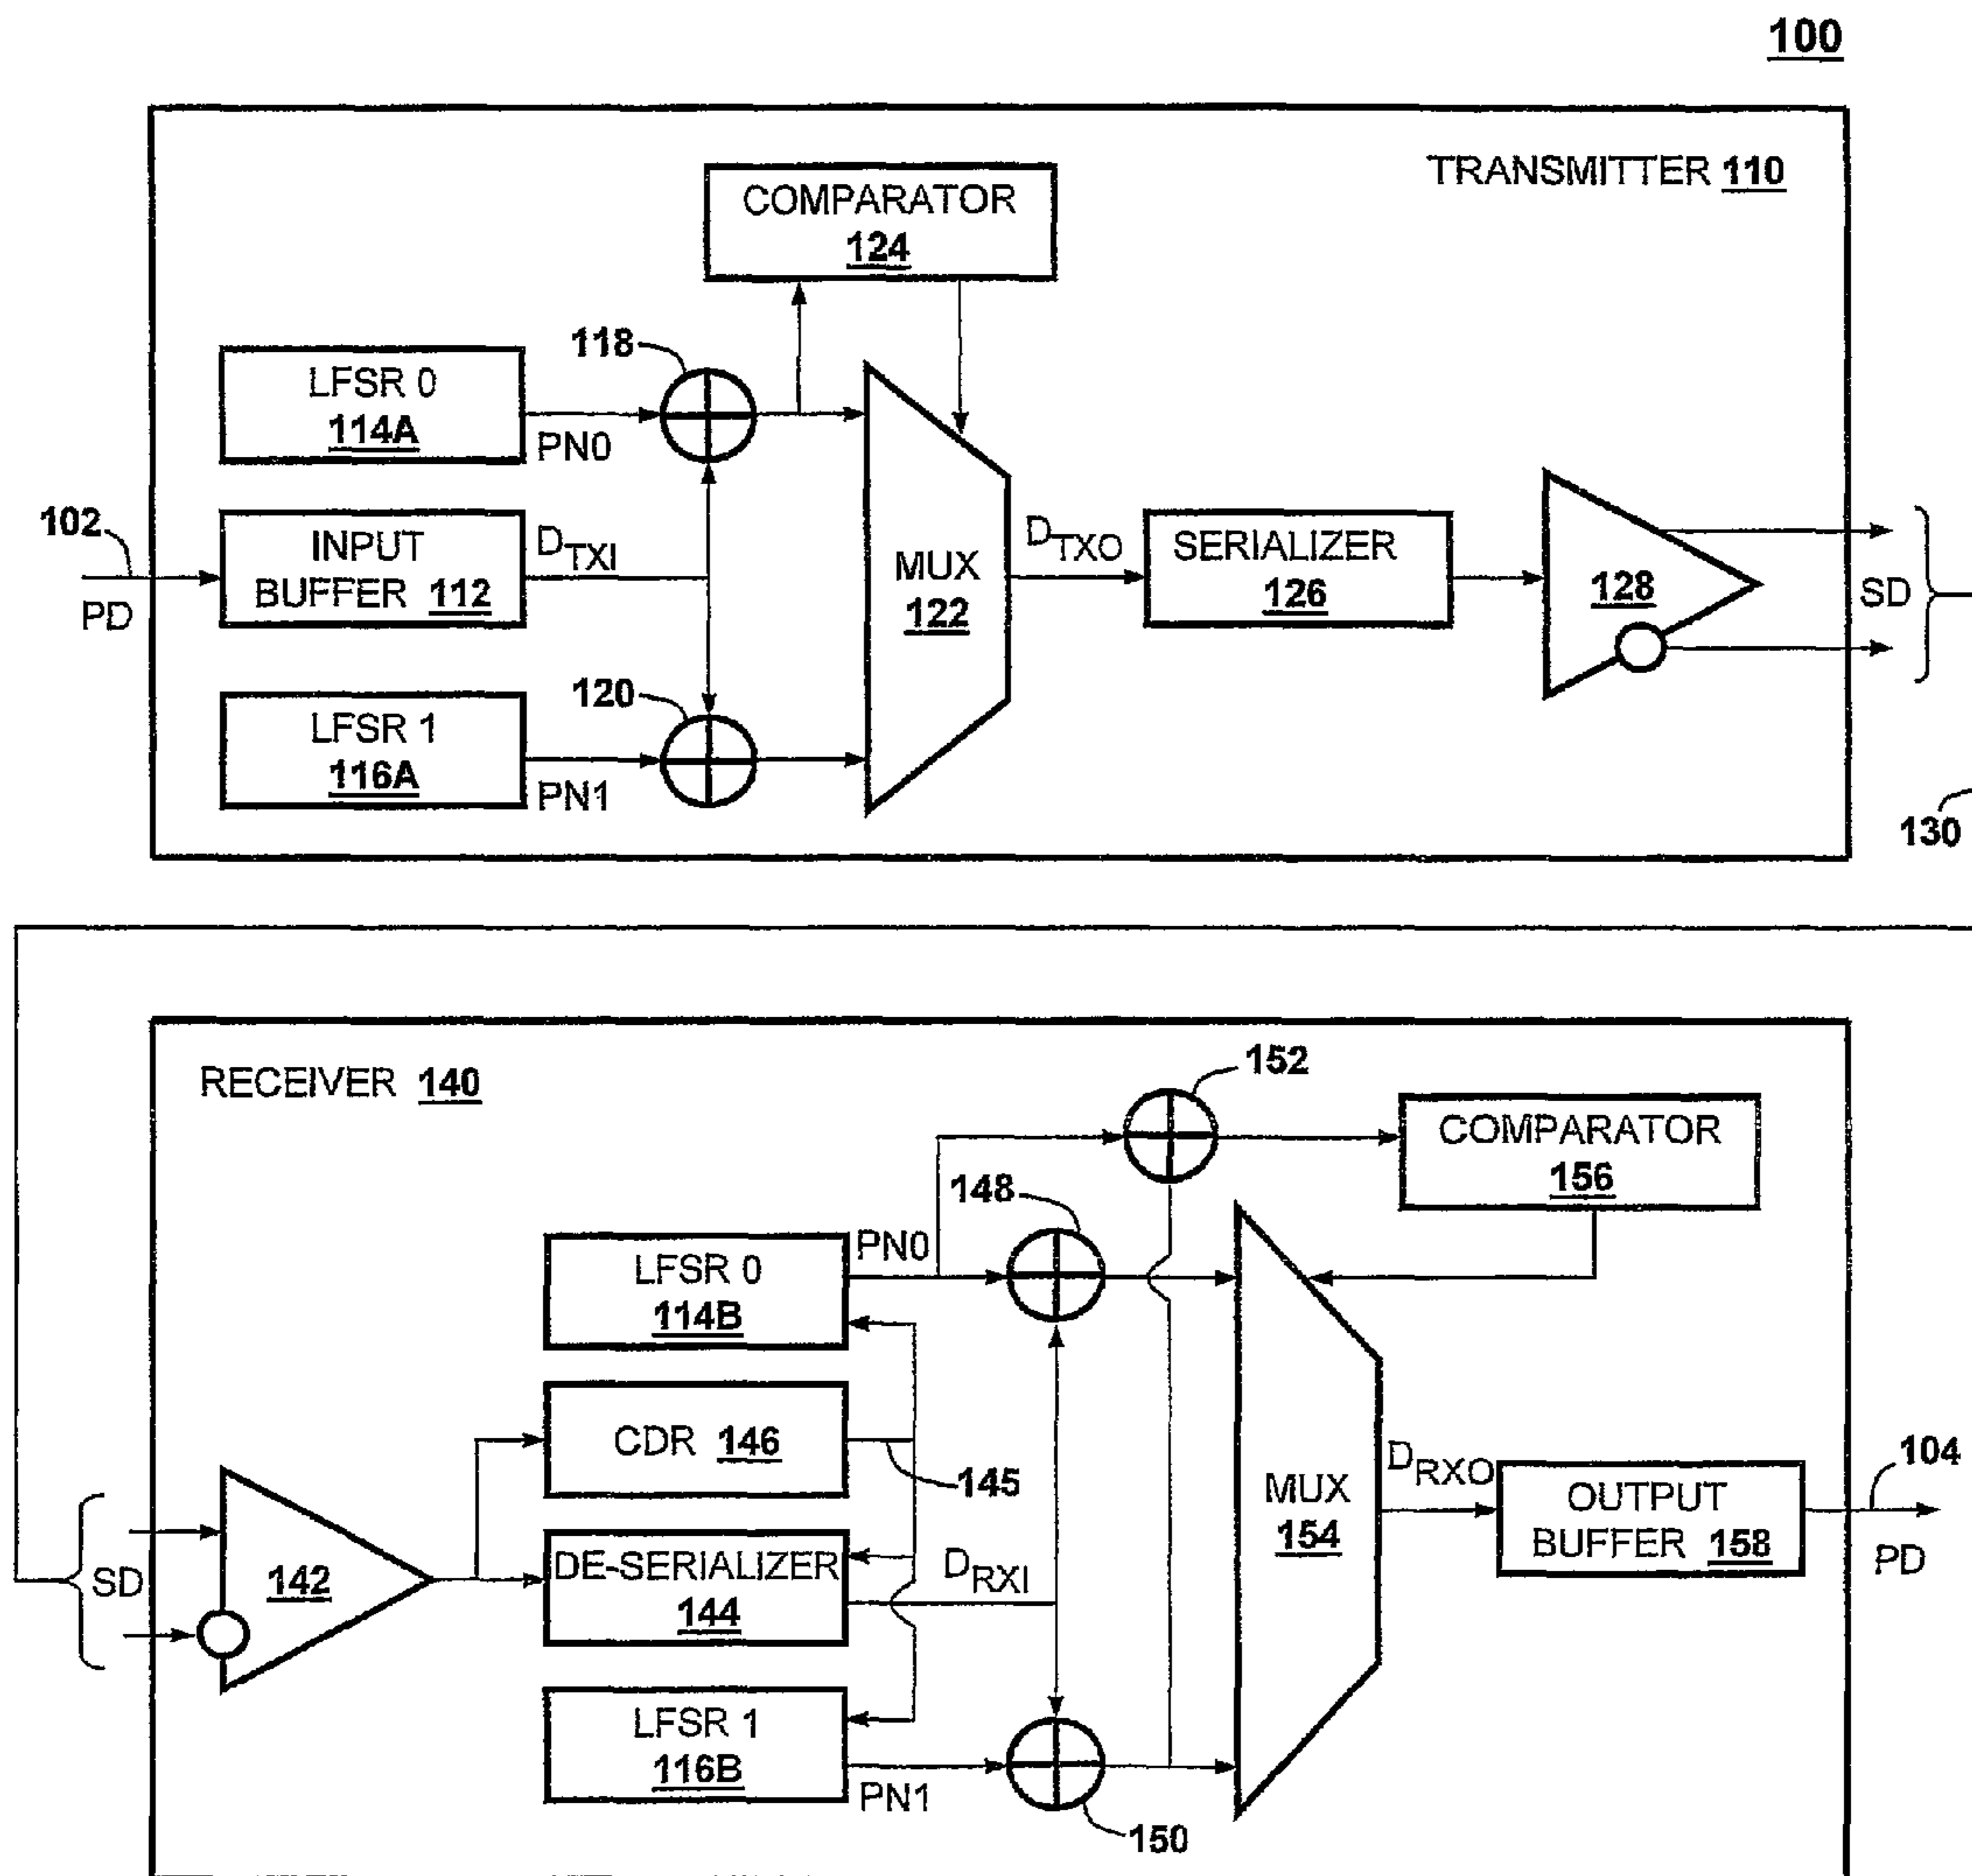 100
TRANSMITTER 110
COMPARATOR
124
118
LFSR 0
114A
PN0
102
PD
INPUT
BUFFER 112
DTXI
MUX
122
DTXO
SERIALIZER
126
128
SD
120
LFSR 1
116A
PN1
130
RECEIVER 140
152
COMPARATOR
156
148
LFSR 0
114B
PN0
CDR 146
145
SD
142
DE-SERIALIZER
144
DRXI
MUX
154
DRXO
OUTPUT
BUFFER 158
104
PD
LFSR 1
116B
PN1
150